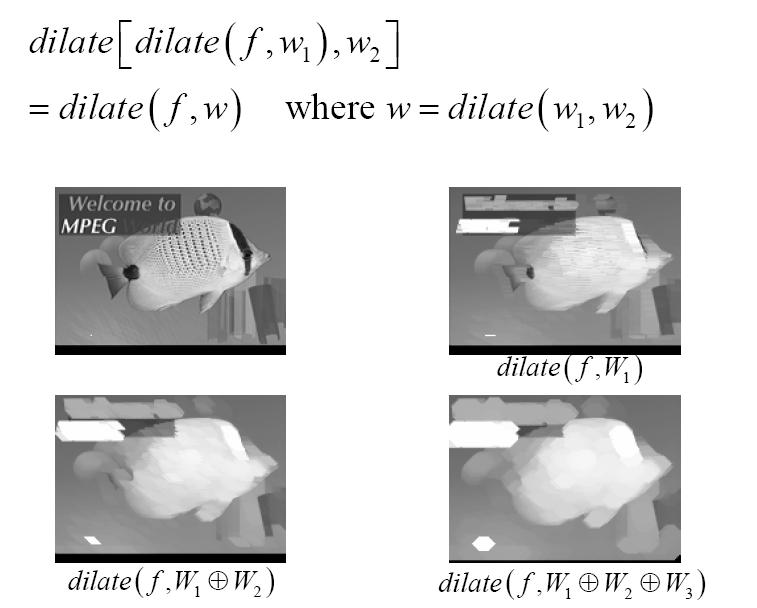 dilate[dilate(f,w₁),w₂]
= dilate(f,w) where w = dilate(w₁,w₂)
Welcome to
MPEG World
dilate(f,W₁)
dilate(f,W₁⊕W₂)
dilate(f,W₁⊕W₂⊕W₃)